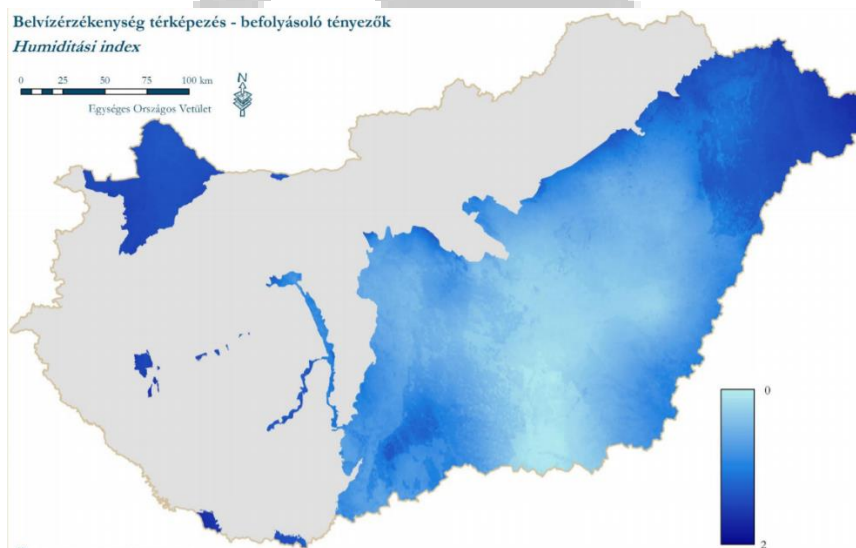 Belvízérzékenység térképezés - befolyásoló tényezők
Humiditási index
0 25 50 75 100 km
N
Egységes Országos Vetület
0
2